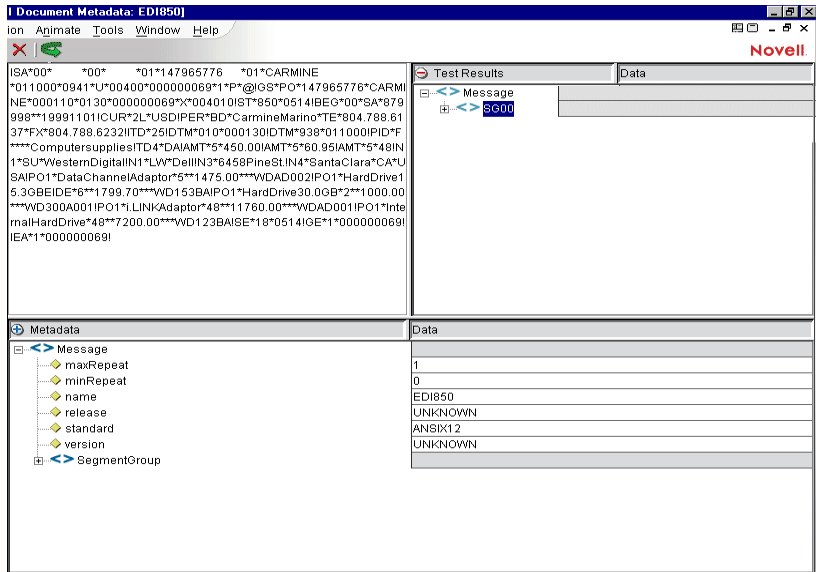 I Document Metadata: EDI850]
ion Animate Tools Window Help
Novell.
ISA*00* *00* *01*147965776 *01*CARMINE
*011000*0941*U*00400*000000069*1*P*@!GS*PO*147965776*CARMI
NE*000110*0130*000000069*X*004010!ST*850*0514!BEG*00*SA*879
998**19991101!CUR*2L*USD!PER*BD*CarmineMarino*TE*804.788.61
37*FX*804.788.6232!ITD*25!DTM*010*000130!DTM*938*011000!PID*F
****Computersupplies!TD4*DA!AMT*5*450.00!AMT*5*60.95!AMT*5*48!N
1*SU*WesternDigital!N1*LW*Dell!N3*6458PineSt.!N4*SantaClara*CA*U
SA!PO1*DataChannelAdaptor*5**1475.00***WDAD002!PO1*HardDrive1
5.3GBEIDE*6**1799.70***WD153BA!PO1*HardDrive30.0GB*2**1000.00
***WD300A001!PO1*i.LINKAdaptor*48**11760.00***WDAD001!PO1*Inte
rnalHardDrive*48**7200.00***WD123BA!SE*18*0514!GE*1*000000069!
IEA*1*000000069!
Test Results Data
Message
SG00
Metadata Data
Message
maxRepeat 1
minRepeat 0
name EDI850
release UNKNOWN
standard ANSIX12
version UNKNOWN
SegmentGroup